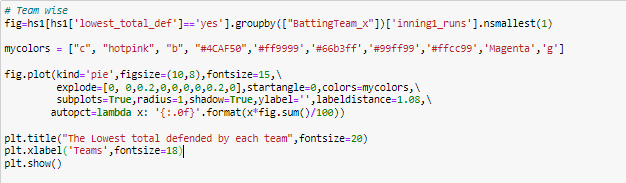 # Team wise
fig=hs1[hs1['lowest_total_def']=='yes'].groupby(["BattingTeam_x"])['inning1_runs'].nsmallest(1)
mycolors = ["c", "hotpink", "b", "#4CAF50",'#ff9999','#66b3ff','#99ff99','#ffcc99','Magenta','g']
fig.plot(kind='pie',figsize=(10,8),fontsize=15,\
explode=[0, 0,0.2,0,0,0,0,0.2,0],startangle=0,colors=mycolors,\
subplots=True,radius=1,shadow=True,ylabel='',labeldistance=1.08,\
autopct=lambda x: '{:.0f}'.format(x*fig.sum()/100))
plt.title("The Lowest total defended by each team",fontsize=20)
plt.xlabel('Teams',fontsize=18)
plt.show()